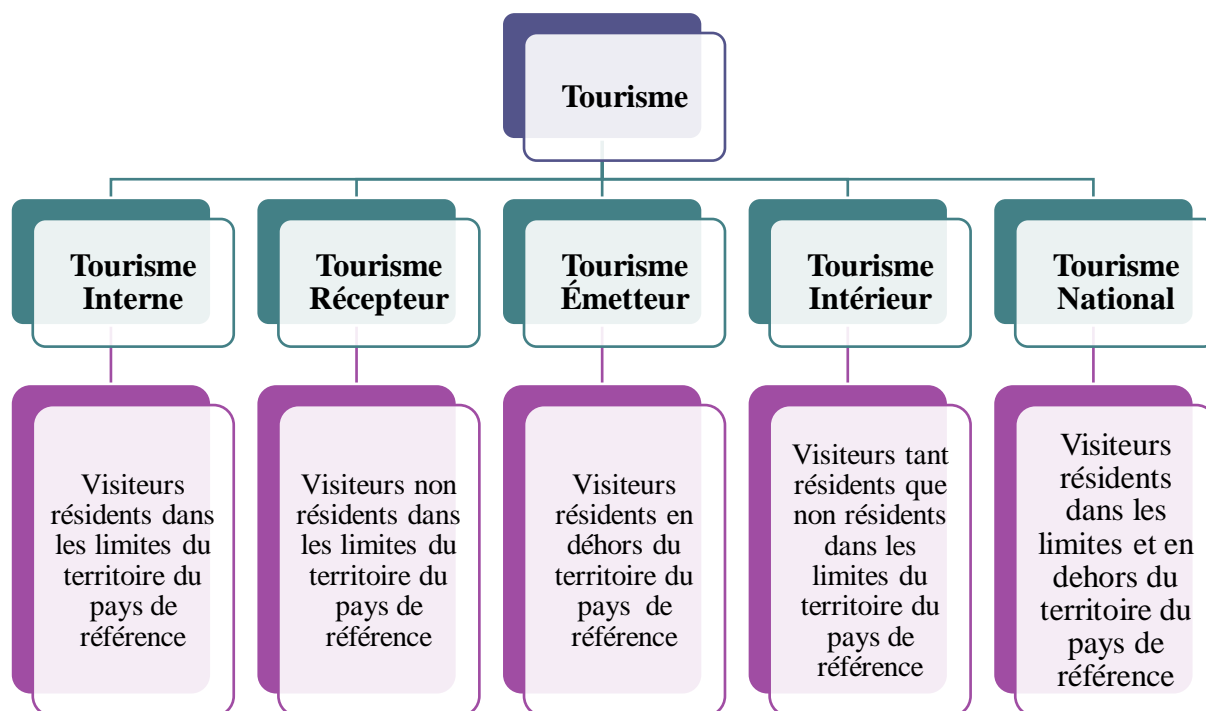 Tourisme
Tourisme
Interne
Tourisme
Récepteur
Tourisme
Émetteur
Tourisme
Intérieur
Tourisme
National
Visiteurs
résidents dans
les limites du
territoire du
pays de
référence
Visiteurs non
résidents dans
les limites du
territoire du
pays de
référence
Visiteurs
résidents en
déhors du
territoire du
pays de
référence
Visiteurs tant
résidents que
non résidents
dans les
limites du
territoire du
pays de
référence
Visiteurs
résidents
dans les
limites et en
dehors du
territoire du
pays de
référence